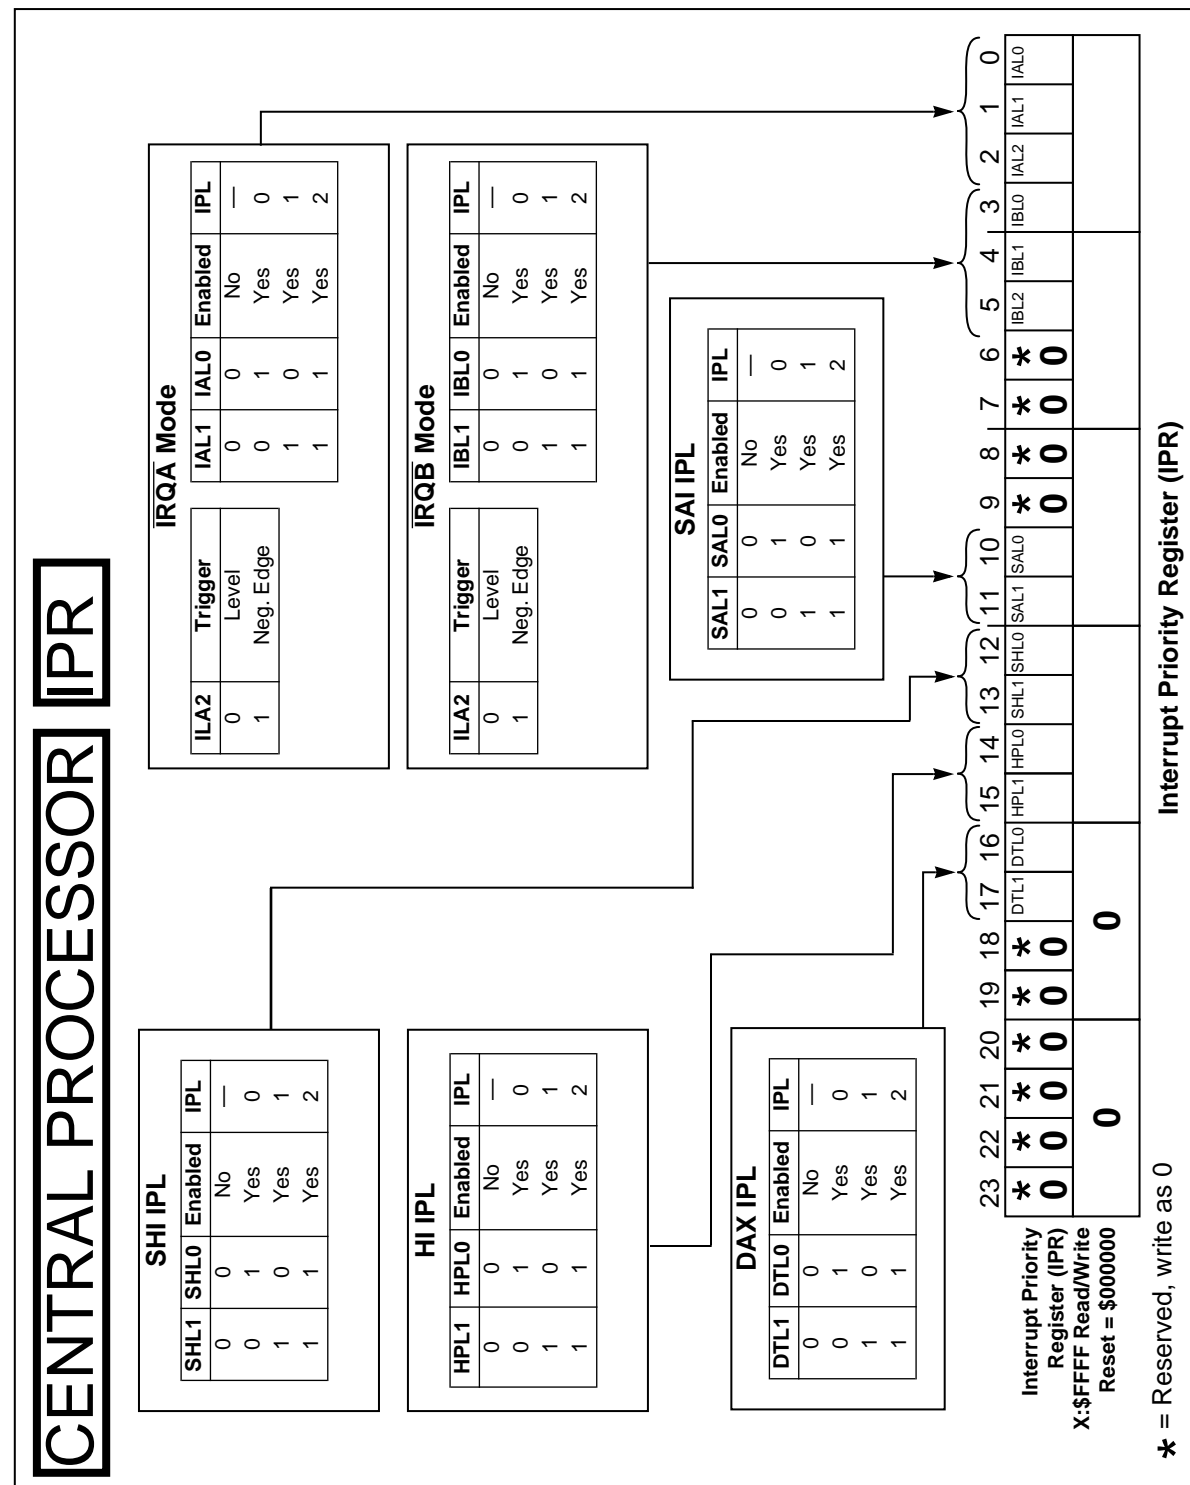 CENTRAL PROCESSOR IPR
SHI IPL
SHL1 SHL0 Enabled IPL
0 0 No —
0 1 Yes 0
1 0 Yes 1
1 1 Yes 2
IRQA Mode
ILA2 Trigger
0 Level
1 Neg. Edge
IAL1 IAL0 Enabled IPL
0 0 No —
0 1 Yes 0
1 0 Yes 1
1 1 Yes 2
HI IPL
HPL1 HPL0 Enabled IPL
0 0 No —
0 1 Yes 0
1 0 Yes 1
1 1 Yes 2
IRQB Mode
ILA2 Trigger
0 Level
1 Neg. Edge
IBL1 IBL0 Enabled IPL
0 0 No —
0 1 Yes 0
1 0 Yes 1
1 1 Yes 2
SAI IPL
SAL1 SAL0 Enabled IPL
0 0 No —
0 1 Yes 0
1 0 Yes 1
1 1 Yes 2
DAX IPL
DTL1 DTL0 Enabled IPL
0 0 No —
0 1 Yes 0
1 0 Yes 1
1 1 Yes 2
23 22 21 20 19 18 17 16 15 14 13 12 11 10 9 8 7 6 5 4 3 2 1 0
* * * * * * DTL1 DTL0 HPL1 HPL0 SHL1 SHL0 SAL1 SAL0 * * * * IBL2 IBL1 IBL0 IAL2 IAL1 IAL0
0 0 0 0 0 0 0 0 0 0
0 0
Interrupt Priority
Register (IPR)
X:$FFFF Read/Write
Reset = $000000
Interrupt Priority Register (IPR)
* = Reserved, write as 0